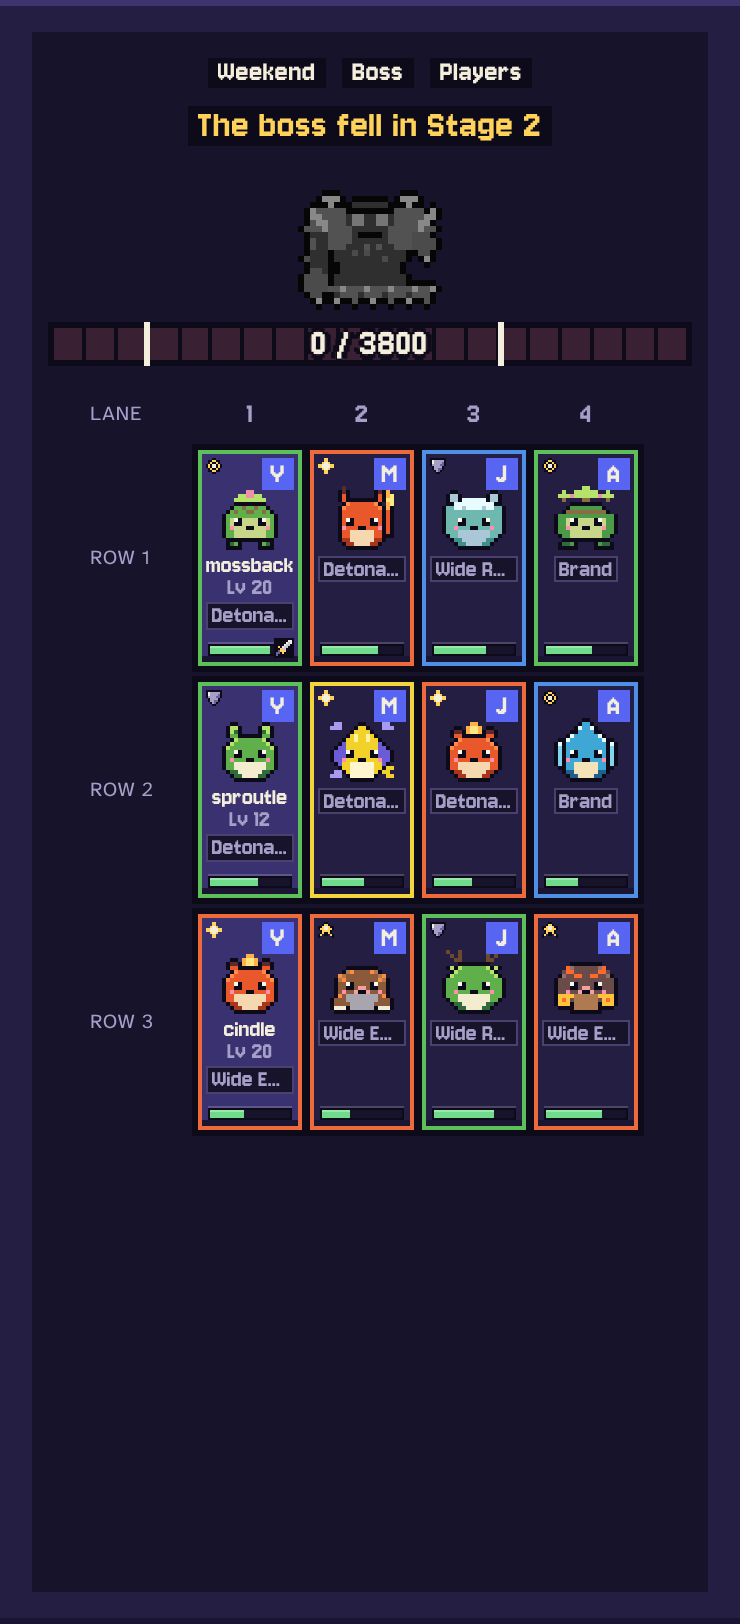 Weekend Boss Players
The boss fell in Stage 2
0 / 3800
LANE 1 2 3 4
ROW 1
Y M J A
mossback
Lv 20
Detona... Detona... Wide R... Brand
ROW 2
Y M J A
sproutle
Lv 12
Detona... Detona... Detona... Brand
ROW 3
Y M J A
cindle
Lv 20
Wide E... Wide E... Wide R... Wide E...